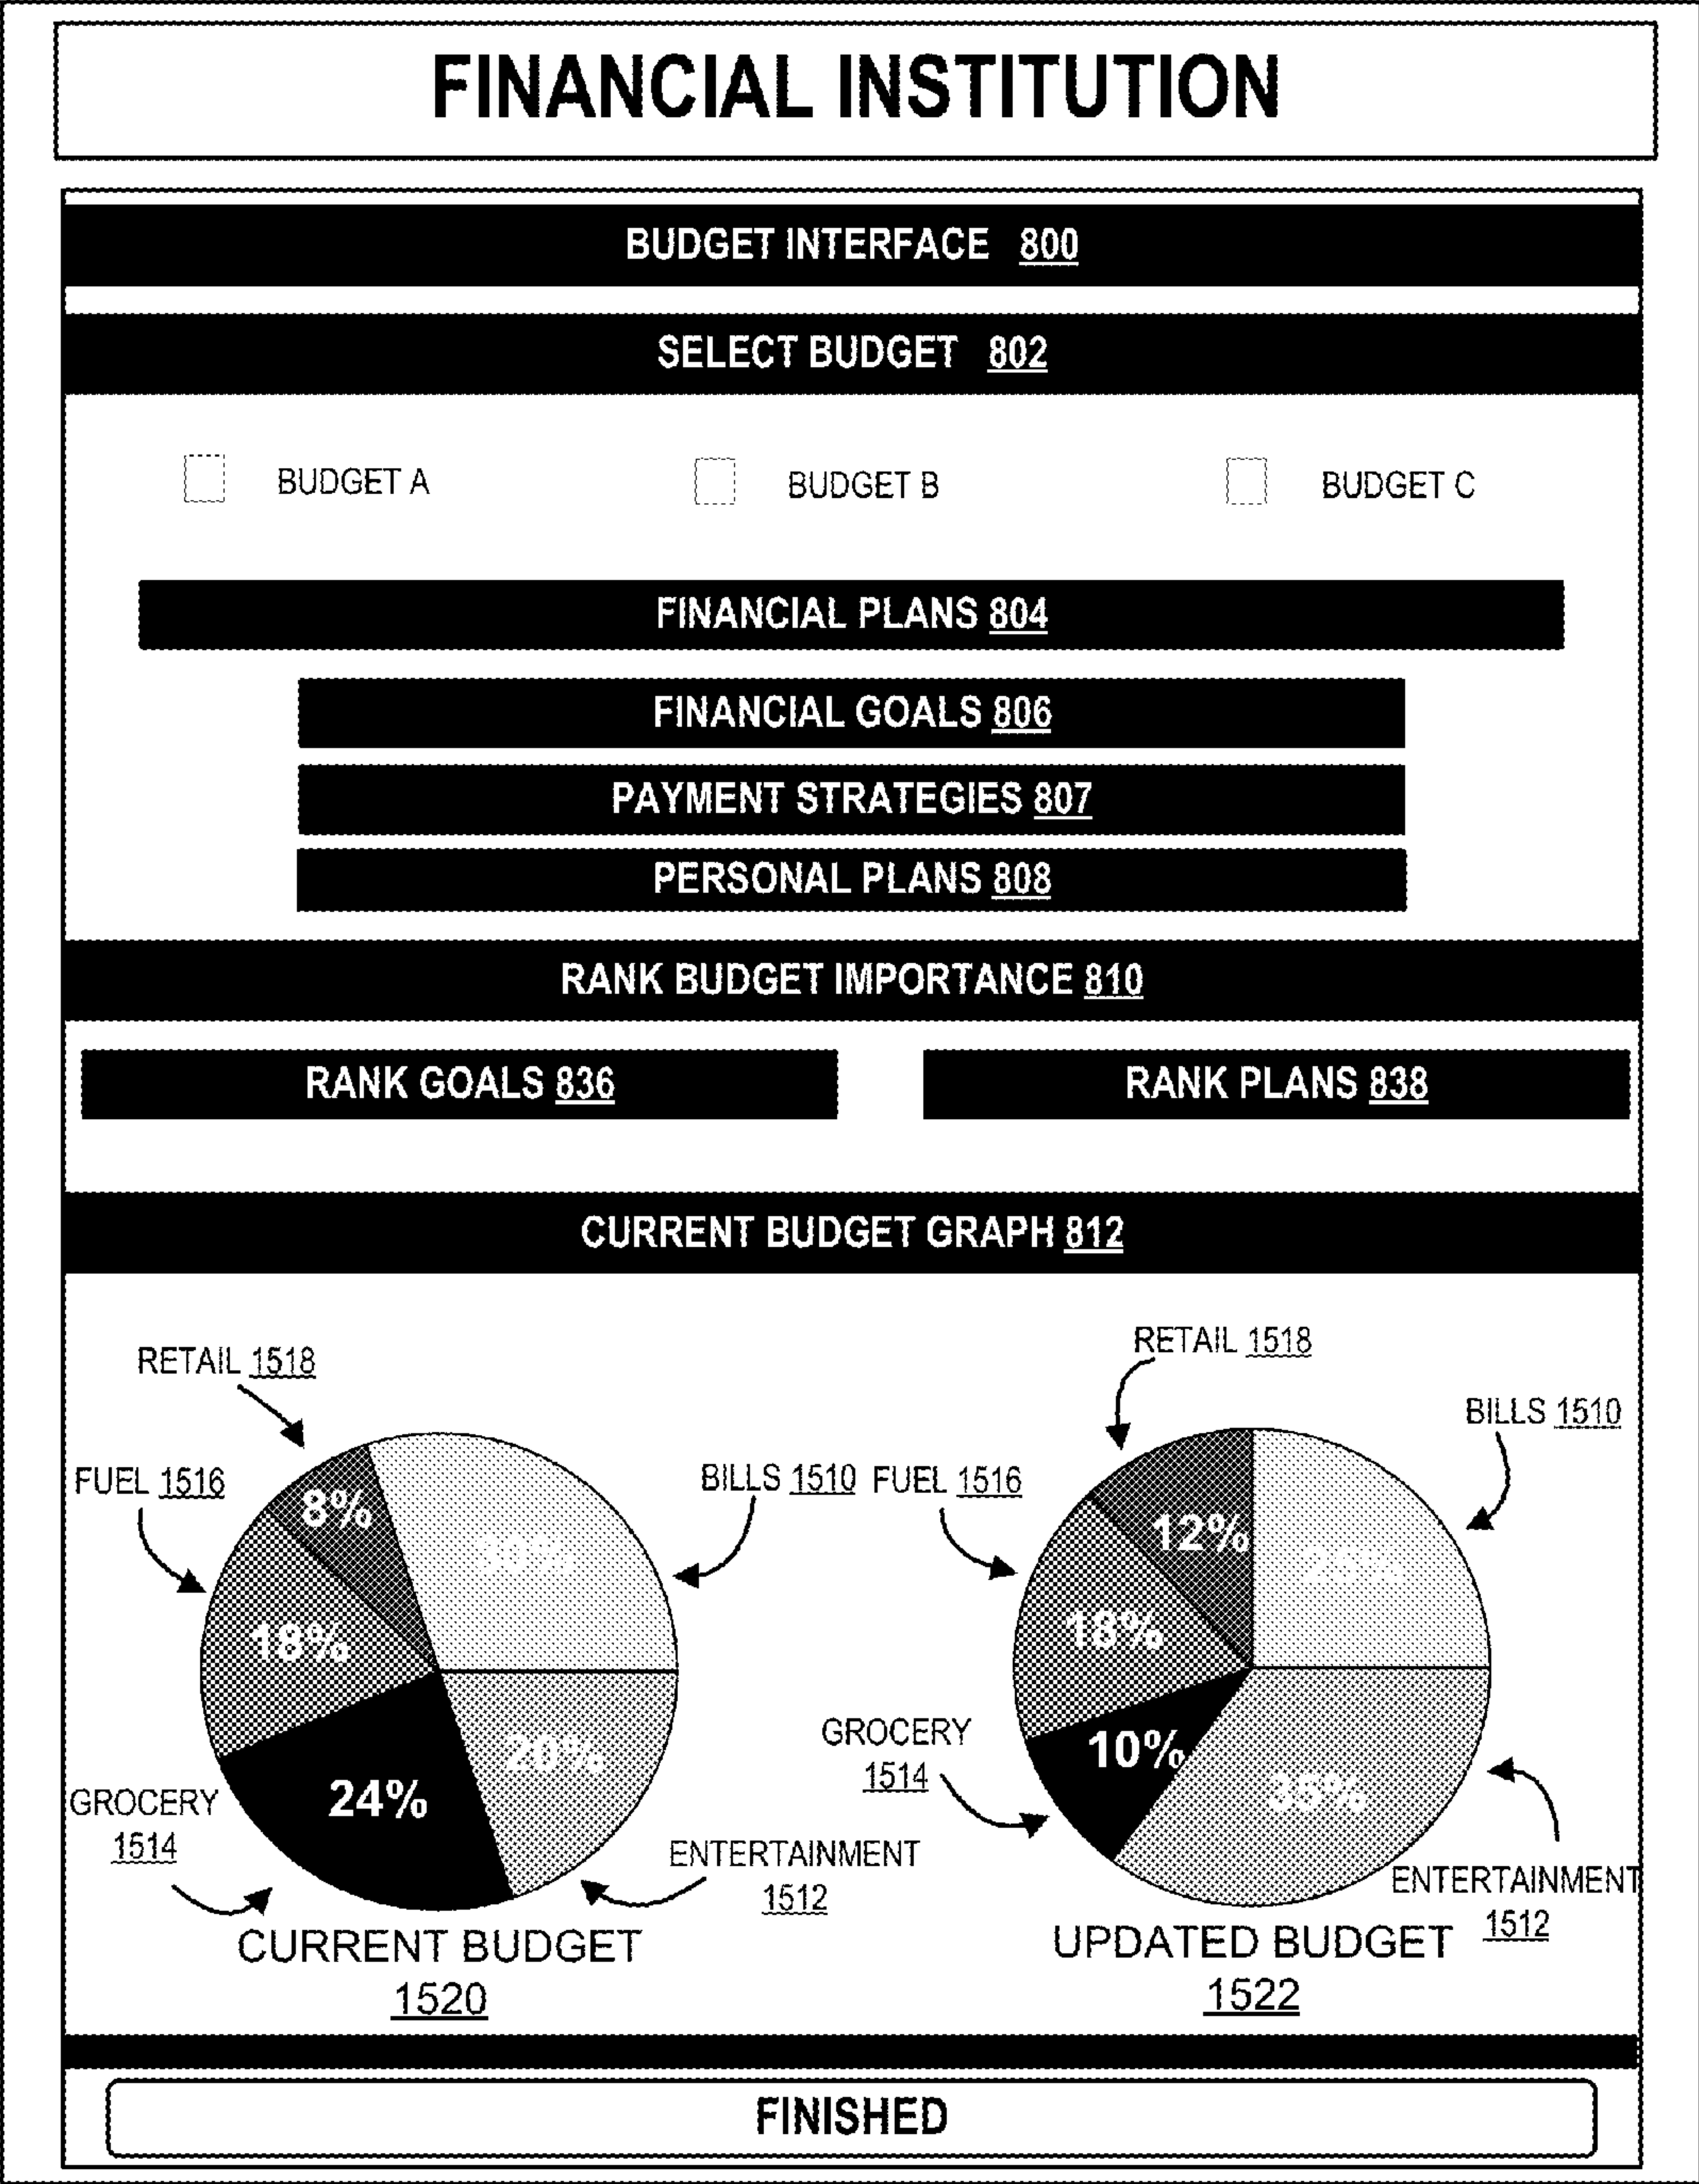 FINANCIAL INSTITUTION
BUDGET INTERFACE 800
SELECT BUDGET 802
BUDGET A
BUDGET B
BUDGET C
FINANCIAL PLANS 804
FINANCIAL GOALS 806
PAYMENT STRATEGIES 807
PERSONAL PLANS 808
RANK BUDGET IMPORTANCE 810
RANK GOALS 836
RANK PLANS 838
CURRENT BUDGET GRAPH 812
RETAIL 1518
FUEL 1516
BILLS 1510
8%
30%
18%
20%
24%
GROCERY
1514
ENTERTAINMENT
1512
CURRENT BUDGET
1520
RETAIL 1518
BILLS 1510
FUEL 1516
12%
18%
GROCERY
1514
10%
35%
ENTERTAINMENT
1512
UPDATED BUDGET
1522
FINISHED